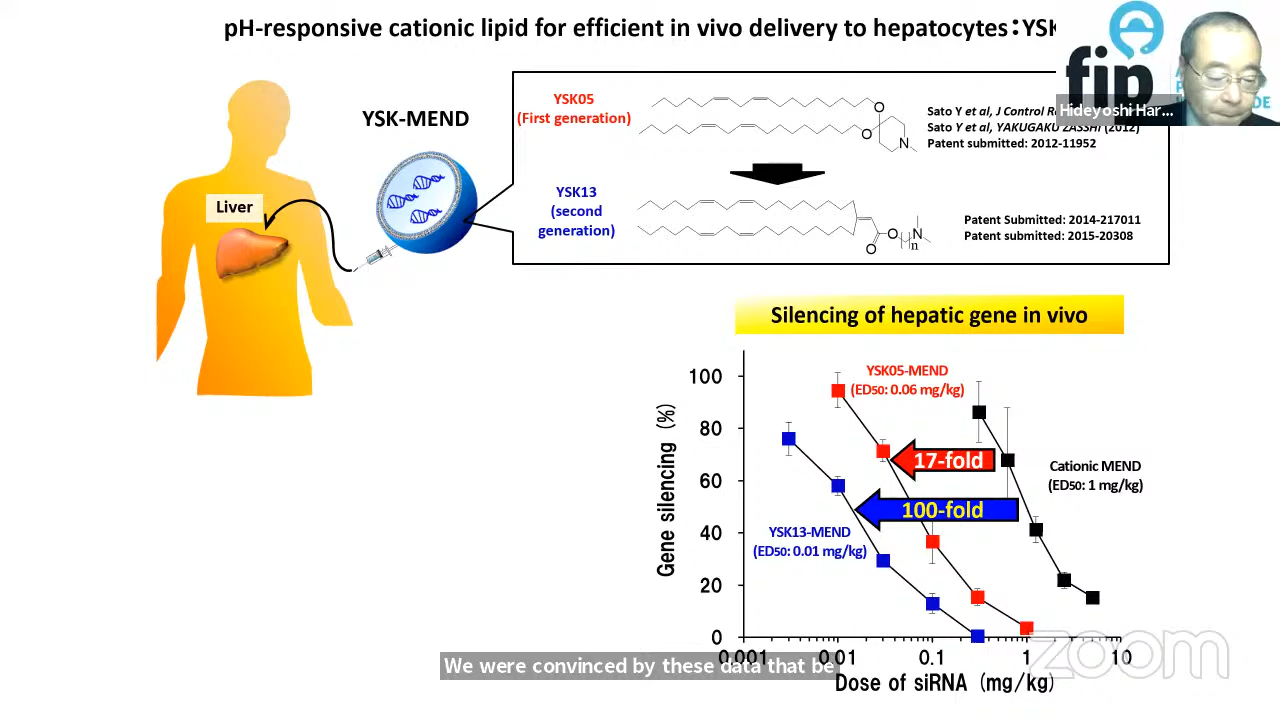 pH-responsive cationic lipid for efficient in vivo delivery to hepatocytes：YSK
fip
Hideyoshi Har...
YSK-MEND
Liver
YSK05
(First generation)
O
O
N
Sato Y et al, J Control R
Sato Y et al, YAKUGAKU ZASSHI (2012)
Patent submitted: 2012-11952
YSK13
(second
generation)
O
O
N
n
Patent Submitted: 2014-217011
Patent submitted: 2015-20308
Silencing of hepatic gene in vivo
Gene silencing (%)
100
80
60
40
20
0
YSK05-MEND
(ED50: 0.06 mg/kg)
17-fold
Cationic MEND
(ED50: 1 mg/kg)
100-fold
YSK13-MEND
(ED50: 0.01 mg/kg)
0.001
0.01
0.1
1
10
Dose of siRNA (mg/kg)
zoom
We were convinced by these data that be